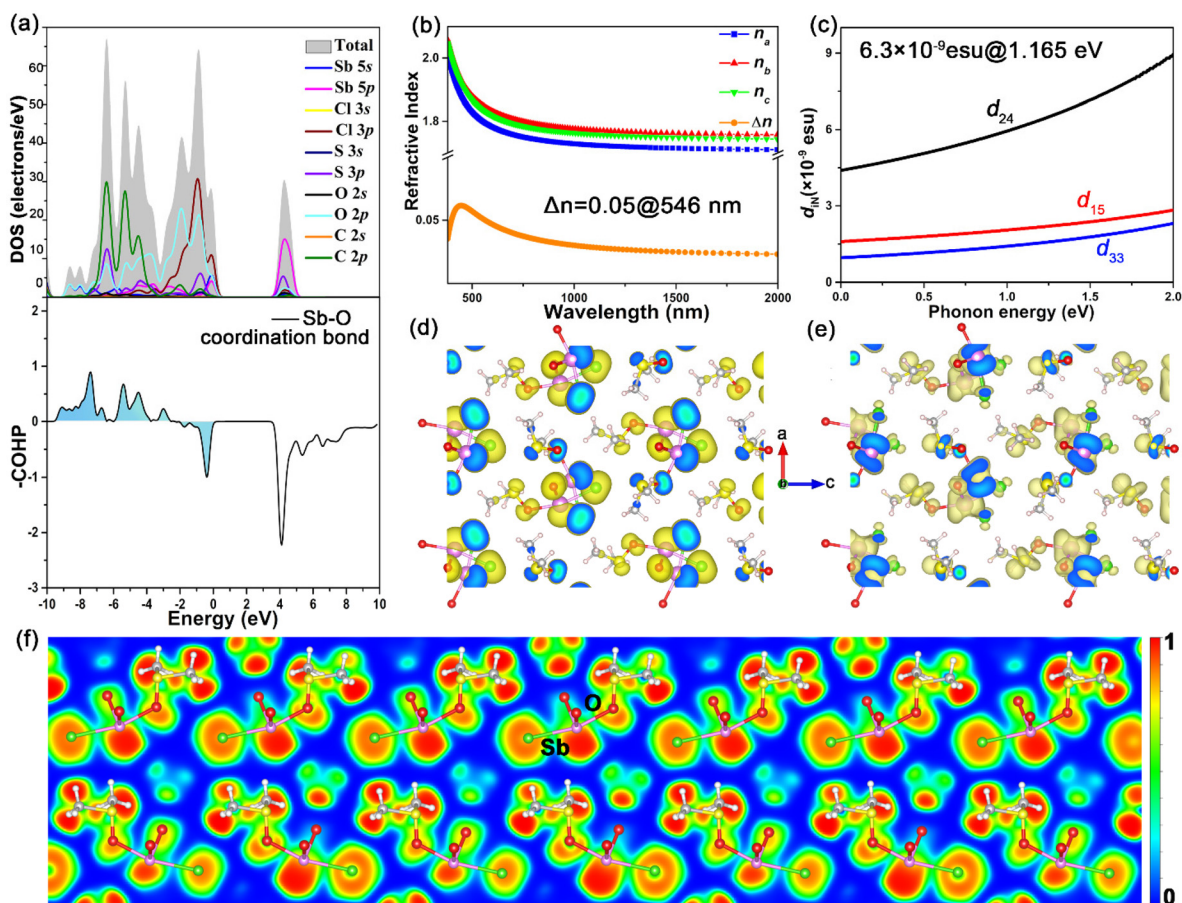 (a)
Total
Sb 5s
Sb 5p
Cl 3s
Cl 3p
S 3s
S 3p
O 2s
O 2p
C 2s
C 2p
DOS (electrons/eV)
60
50
40
30
20
10
0
Sb-O
coordination bond
-COHP
1
0
-1
-2
-3
-10 -8 -6 -4 -2 0 2 4 6 8 10
Energy (eV)
(b)
n_a
n_b
n_c
Δn
Refractive Index
2.0
1.8
0.05
Δn=0.05@546 nm
500 1000 1500 2000
Wavelength (nm)
(c)
6.3×10⁻⁹esu@1.165 eV
d_IN(×10⁻⁹ esu)
9
6
3
0
d₂₄
d₁₅
d₃₃
0.0 0.5 1.0 1.5 2.0
Phonon energy (eV)
(d)
a
c
(e)
(f)
O
Sb
1
0